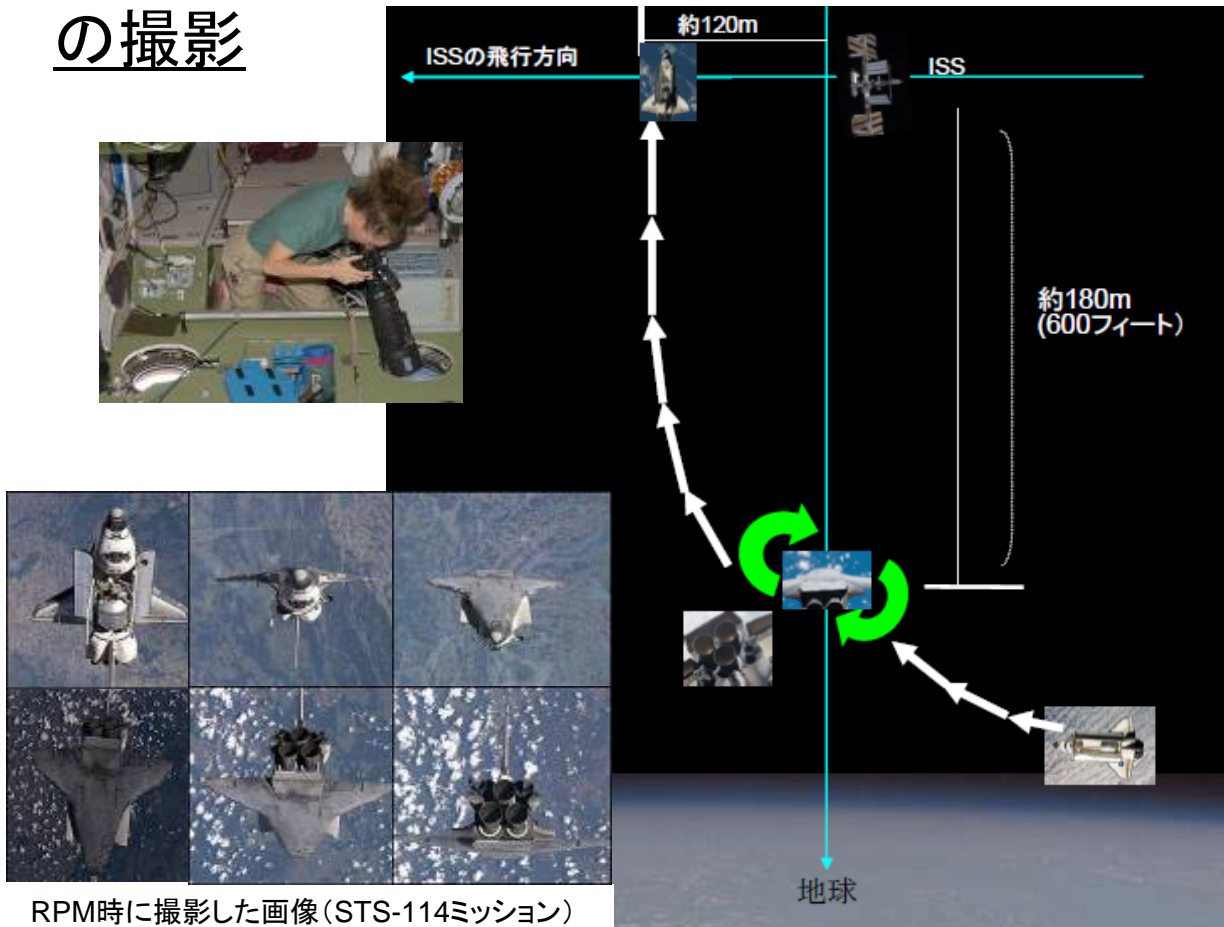 の撮影
約120m
ISSの飛行方向
ISS
約180m
(600フィート)
地球
RPM時に撮影した画像(STS-114ミッション)